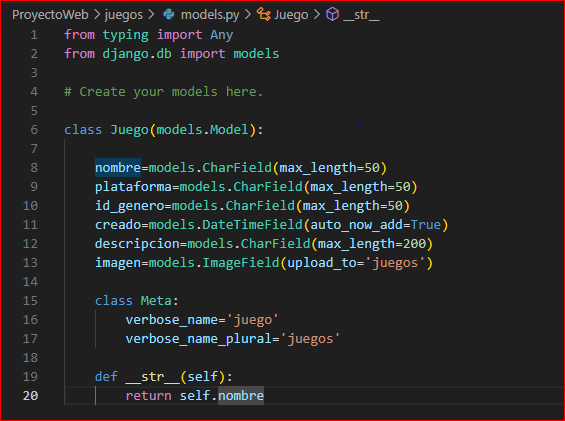 ProyectoWeb > juegos > models.py > Juego > __str__
1 from typing import Any
2 from django.db import models
3
4 # Create your models here.
5
6 class Juego(models.Model):
7
8     nombre=models.CharField(max_length=50)
9     plataforma=models.CharField(max_length=50)
10     id_genero=models.CharField(max_length=50)
11     creado=models.DateTimeField(auto_now_add=True)
12     descripcion=models.CharField(max_length=200)
13     imagen=models.ImageField(upload_to='juegos')
14
15     class Meta:
16         verbose_name='juego'
17         verbose_name_plural='juegos'
18
19     def __str__(self):
20         return self.nombre